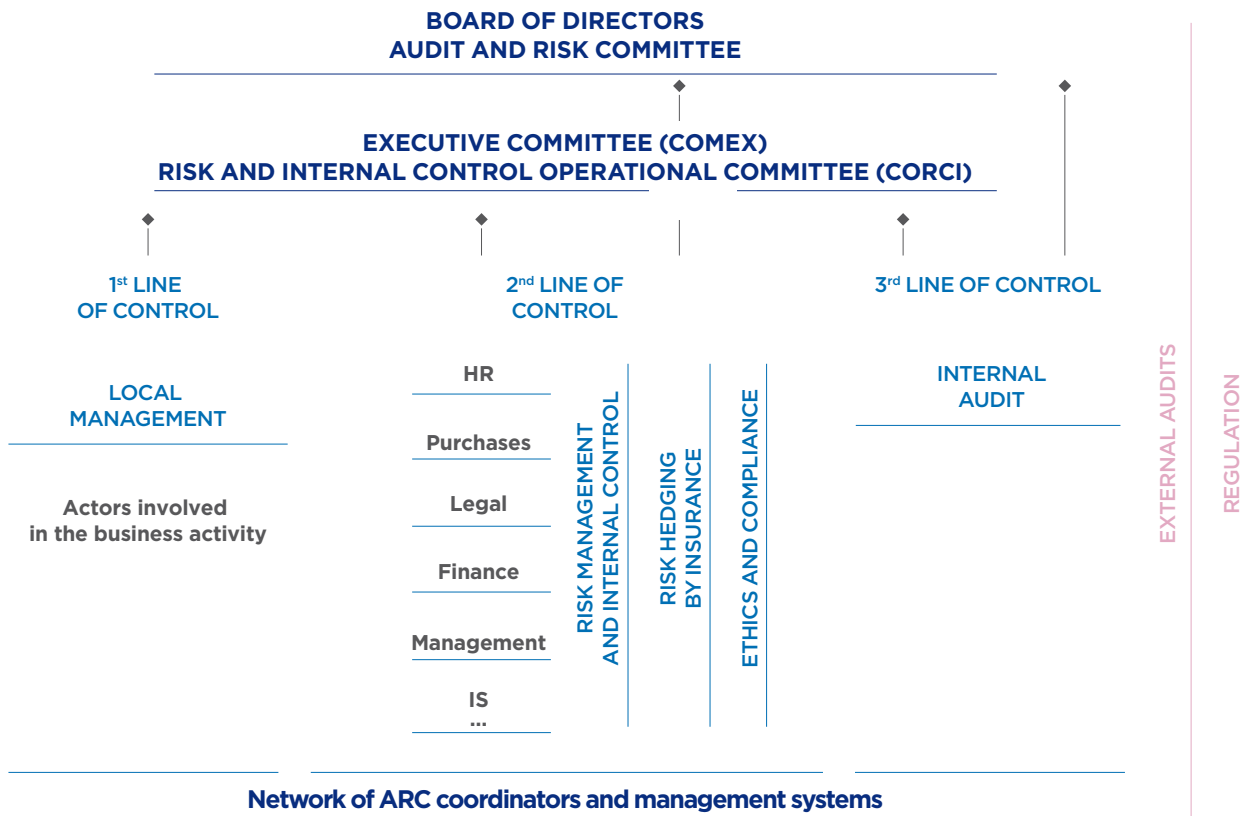 BOARD OF DIRECTORS
AUDIT AND RISK COMMITTEE
EXECUTIVE COMMITTEE (COMEX)
RISK AND INTERNAL CONTROL OPERATIONAL COMMITTEE (CORCI)
1st LINE
OF CONTROL
LOCAL
MANAGEMENT
Actors involved
in the business activity
2nd LINE OF
CONTROL
HR
Purchases
Legal
Finance
Management
IS
...
RISK MANAGEMENT
AND INTERNAL CONTROL
RISK HEDGING
BY INSURANCE
ETHICS AND COMPLIANCE
3rd LINE OF CONTROL
INTERNAL
AUDIT
EXTERNAL AUDITS
REGULATION
Network of ARC coordinators and management systems